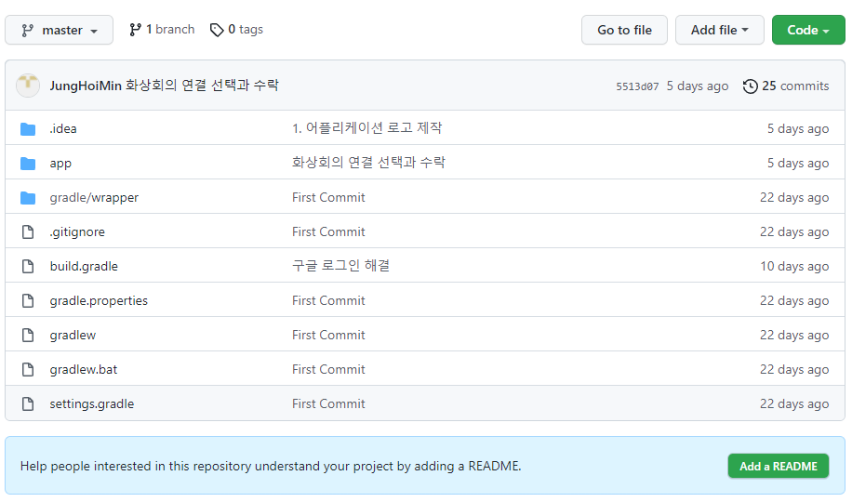 master 1 branch 0 tags Go to file Add file Code
JungHoiMin 화상회의 연결 선택과 수락 5513d07 5 days ago 25 commits
.idea 1. 어플리케이션 로고 제작 5 days ago
app 화상회의 연결 선택과 수락 5 days ago
gradle/wrapper First Commit 22 days ago
.gitignore First Commit 22 days ago
build.gradle 구글 로그인 해결 10 days ago
gradle.properties First Commit 22 days ago
gradlew First Commit 22 days ago
gradlew.bat First Commit 22 days ago
settings.gradle First Commit 22 days ago
Help people interested in this repository understand your project by adding a README. Add a README